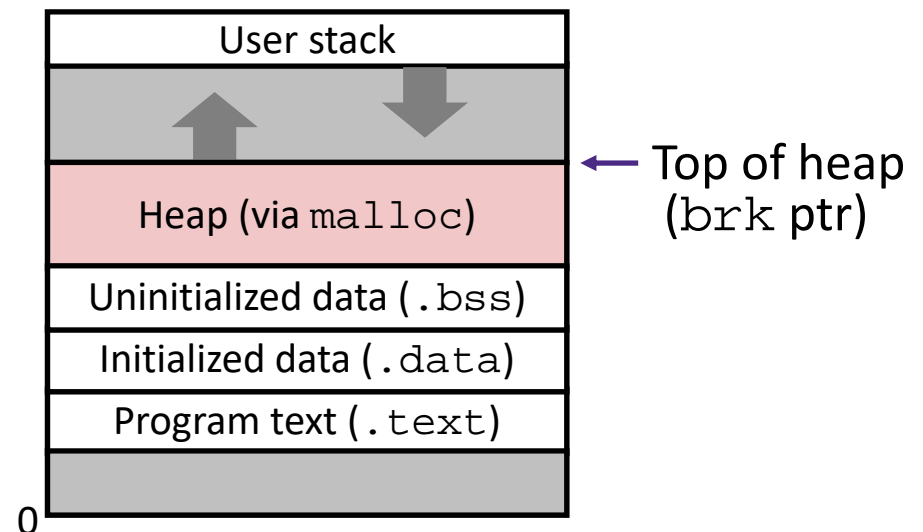 User stack
Top of heap
(brk ptr)
Heap (via malloc)
Uninitialized data (.bss)
Initialized data (.data)
Program text (.text)
0